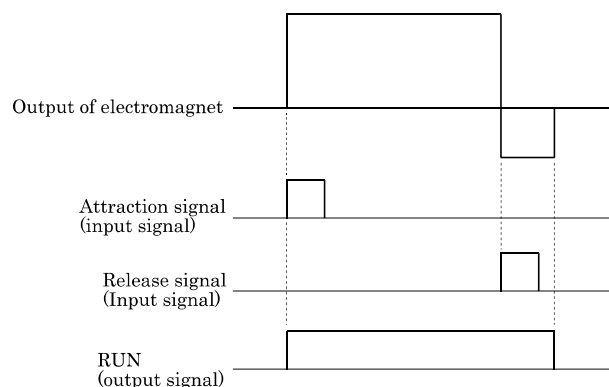 Output of electromagnet
Attraction signal
(input signal)
Release signal
(Input signal)
RUN
(output signal)